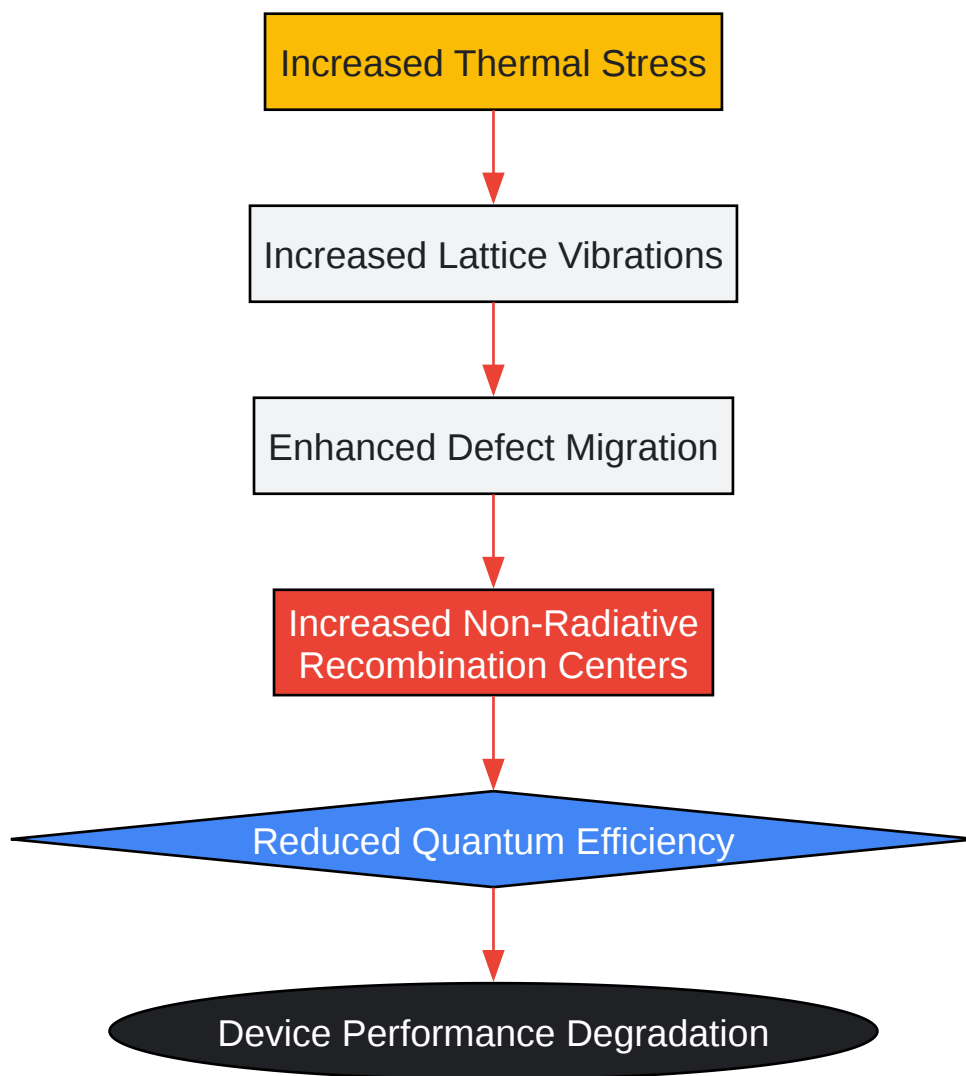 Increased Thermal Stress
Increased Lattice Vibrations
Enhanced Defect Migration
Increased Non-Radiative
Recombination Centers
Reduced Quantum Efficiency
Device Performance Degradation